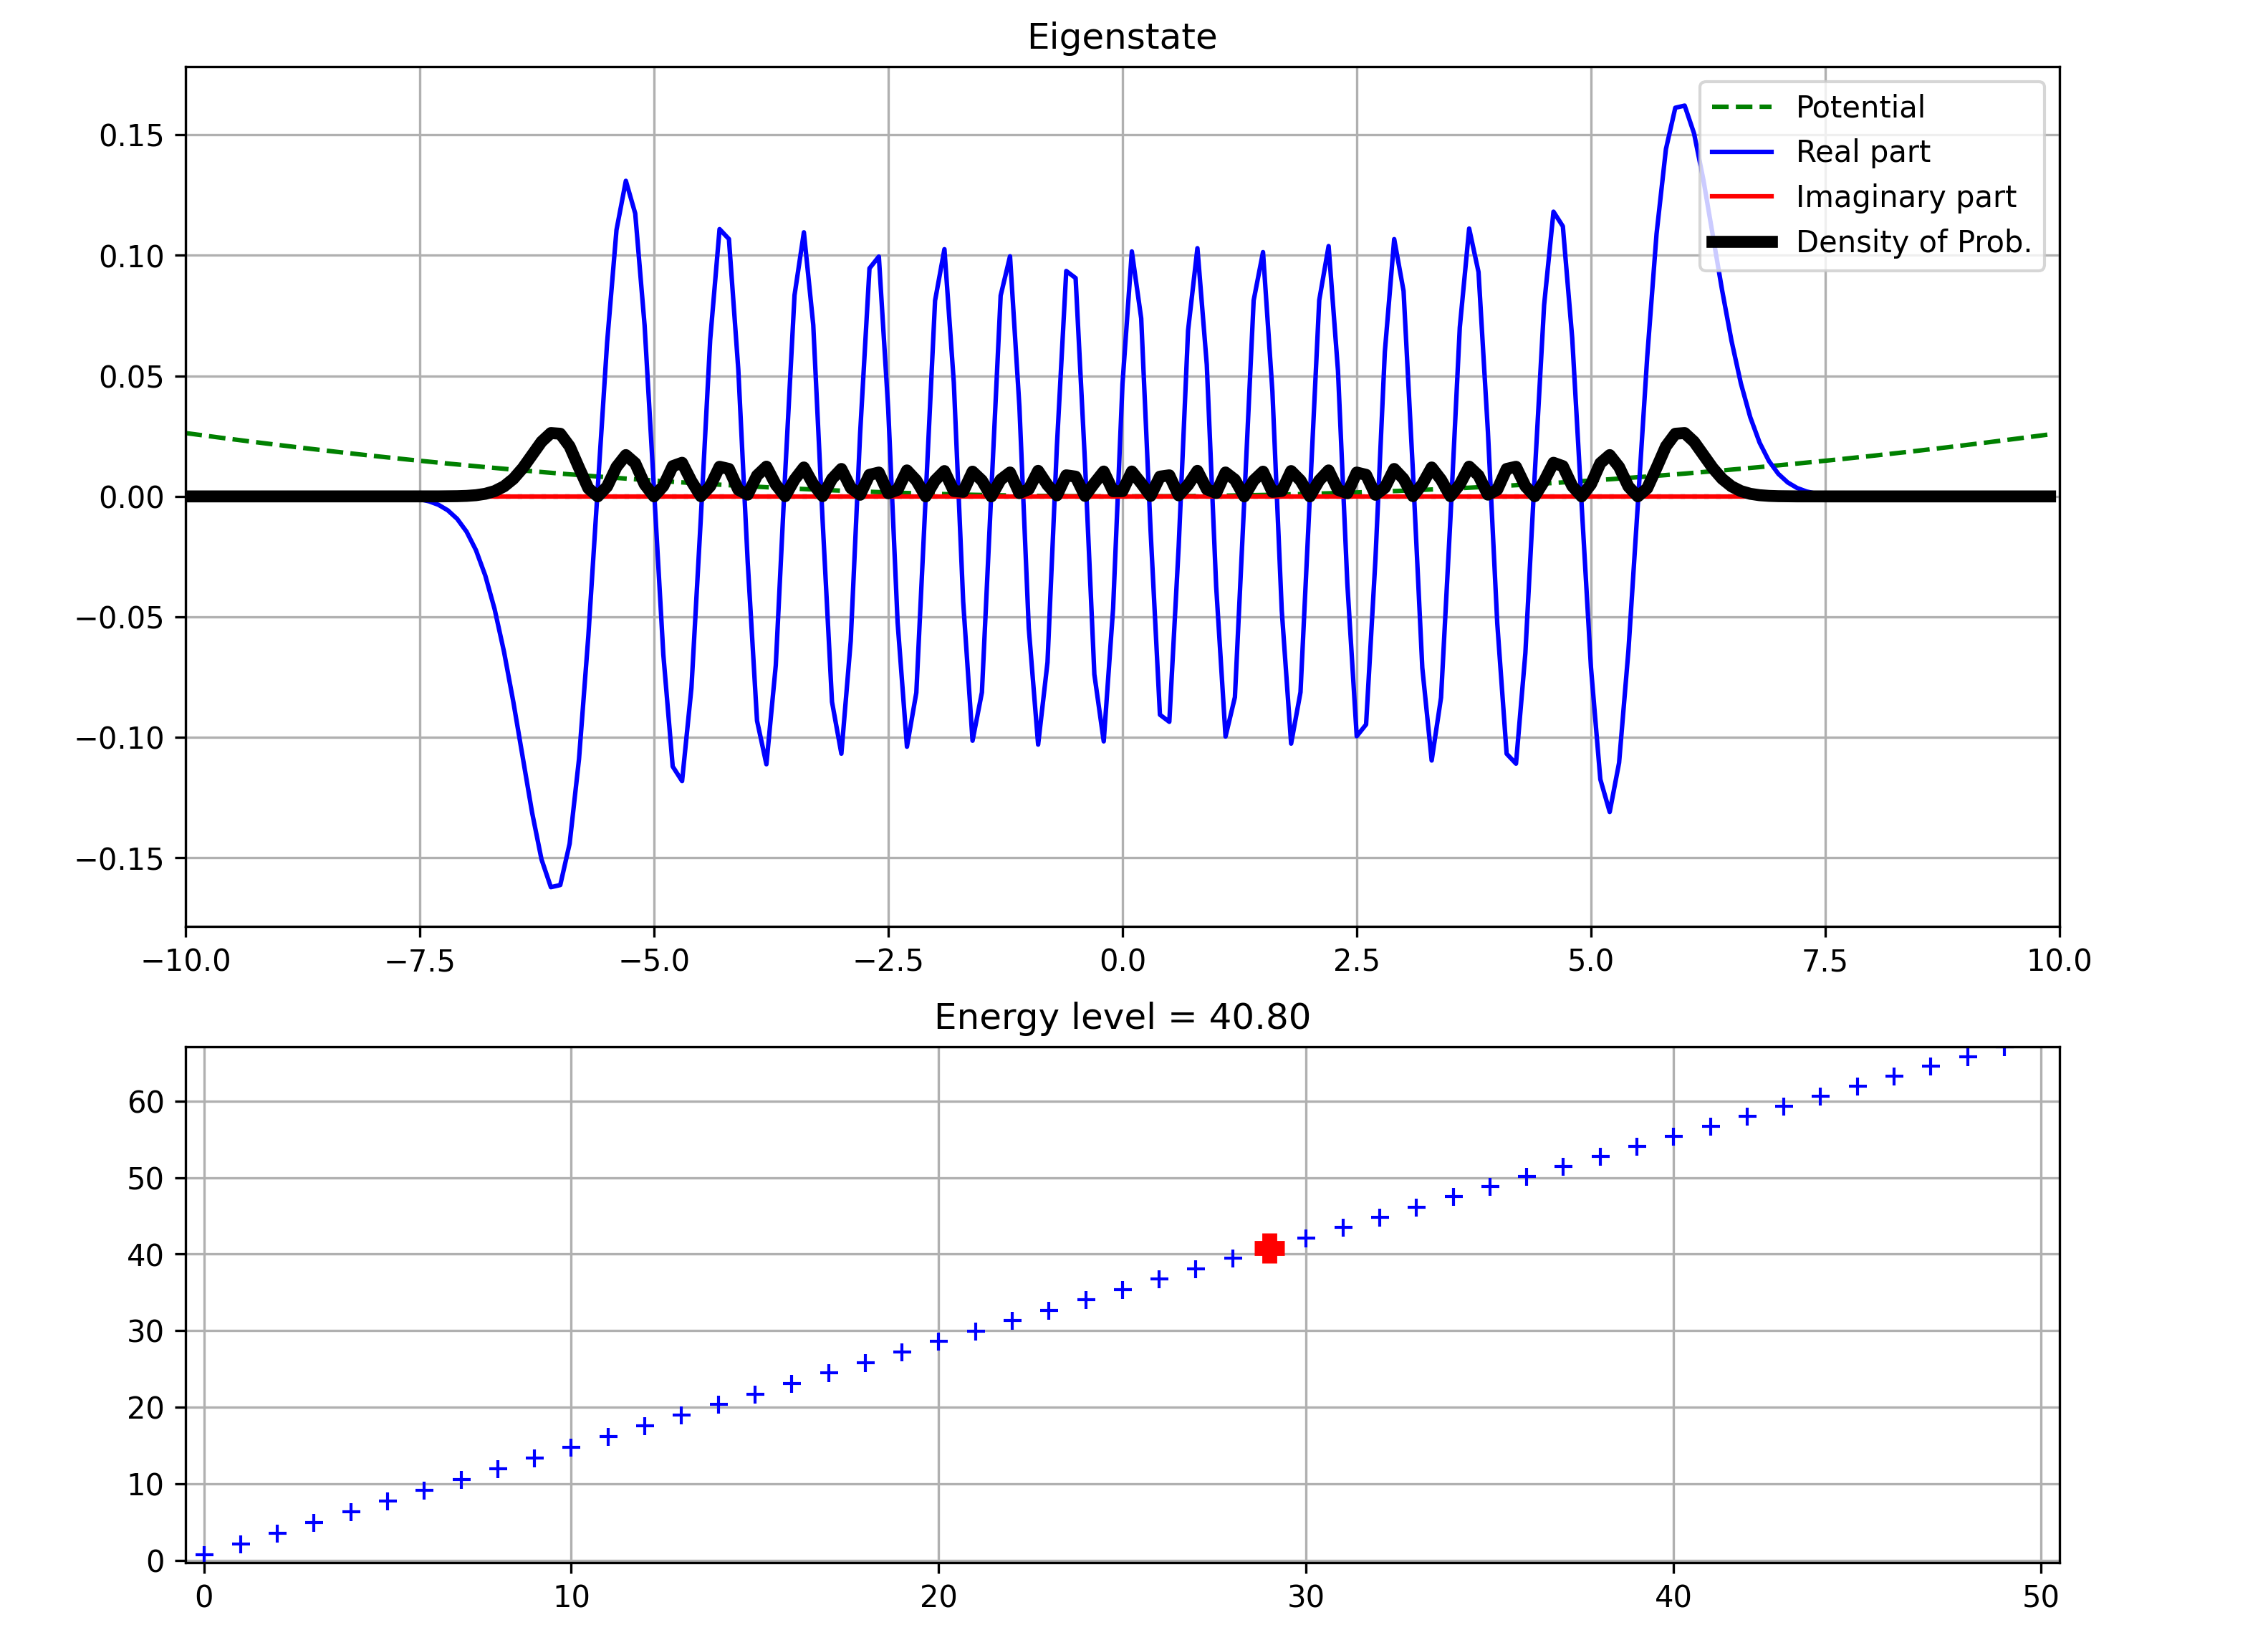 Eigenstate
Potential
Real part
Imaginary part
Density of Prob.
0.15
0.10
0.05
0.00
−0.05
−0.10
−0.15
−10.0 −7.5 −5.0 −2.5 0.0 2.5 5.0 7.5 10.0
Energy level = 40.80
60
50
40
30
20
10
0
0 10 20 30 40 50